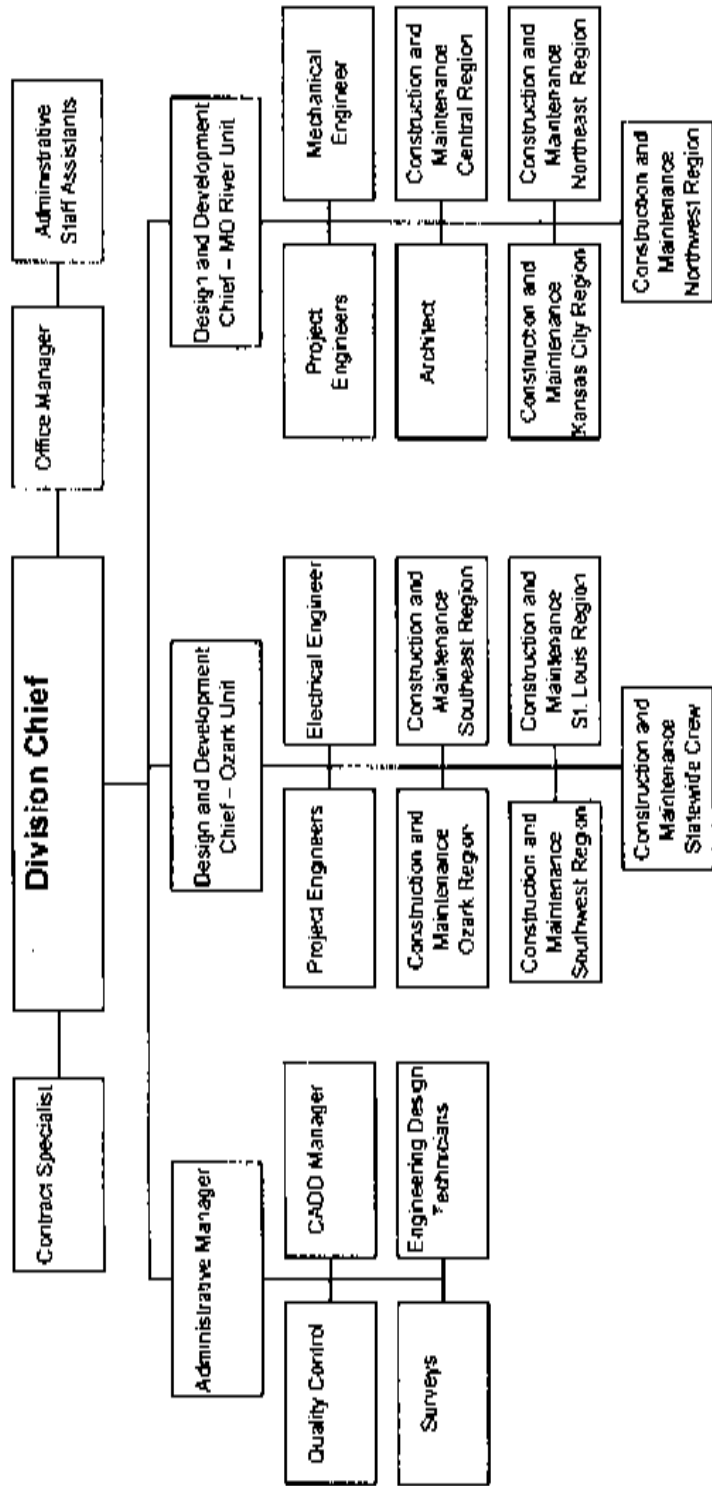 Division Chief
Contract Specialist
Office Manager
Administrative
Staff Assistants
Administrative Manager
Quality Control
CADD Manager
Surveys
Engineering Design
Technicians
Design and Development
Chief – Ozark Unit
Project Engineers
Electrical Engineer
Construction and
Maintenance
Ozark Region
Construction and
Maintenance
Southeast Region
Construction and
Maintenance
Southwest Region
Construction and
Maintenance
St. Louis Region
Construction and
Maintenance
Statewide Crew
Design and Development
Chief – MO River Unit
Project
Engineers
Mechanical
Engineer
Architect
Construction and
Maintenance
Central Region
Construction and
Maintenance
Kansas City Region
Construction and
Maintenance
Northeast Region
Construction and
Maintenance
Northwest Region